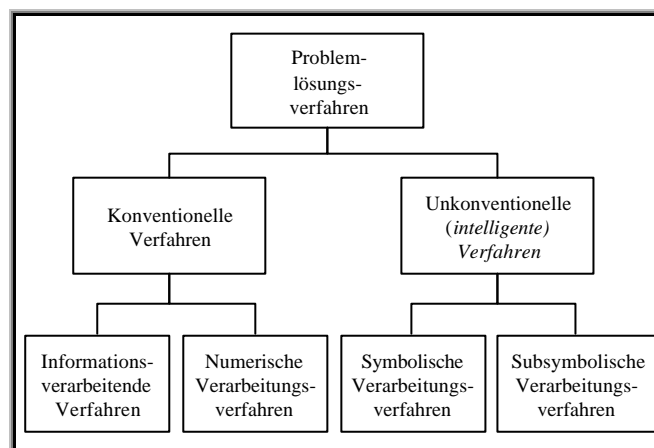 Problem-
lösungs-
verfahren
Konventionelle
Verfahren
Unkonventionelle
(intelligente)
Verfahren
Informations-
verarbeitende
Verfahren
Numerische
Verarbeitungs-
verfahren
Symbolische
Verarbeitungs-
verfahren
Subsymbolische
Verarbeitungs-
verfahren